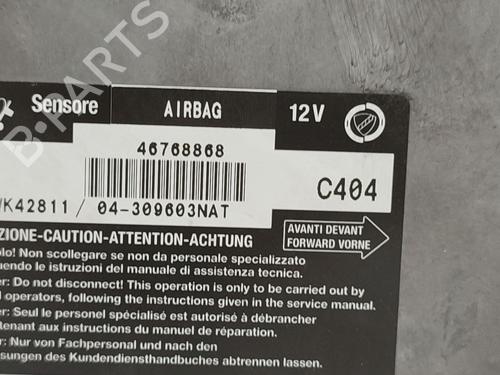 Sensore AIRBAG 12V
46768868
C404
K42811 / 04-309603NAT
AVANTI DEVANT
FORWARD VORNE
ZIONE-CAUTION-ATTENTION-ACHTUNG
olo! Non scollegare se non da personale specializzato
uendo le istruzioni del manuale di assistenza tecnica.
er: Do not disconnect! This operation is only to be carried out by
l operators, following the instructions given in the service manual.
er: Seul le personel spécialisé est autorisé à débrancher
tenant aux instructions du manuel de réparation.
r: Nur von Fachpersonal und nach den
sungen des Kundendiensthandbuches abtrennen lassen.
B-PARTS